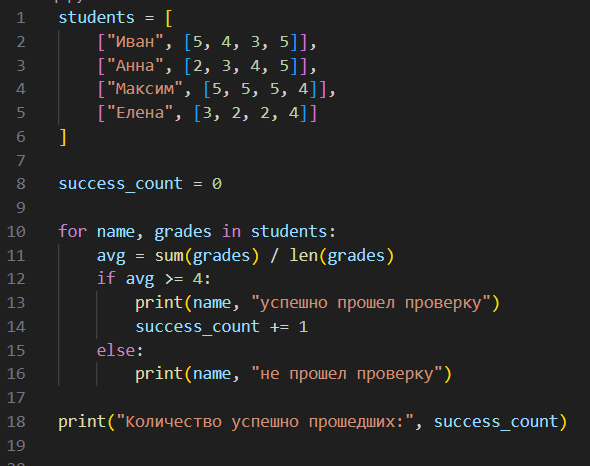 1 students = [
2 ["Иван", [5, 4, 3, 5]],
3 ["Анна", [2, 3, 4, 5]],
4 ["Максим", [5, 5, 5, 4]],
5 ["Елена", [3, 2, 2, 4]]
6 ]
7
8 success_count = 0
9
10 for name, grades in students:
11 avg = sum(grades) / len(grades)
12 if avg >= 4:
13 print(name, "успешно прошел проверку")
14 success_count += 1
15 else:
16 print(name, "не прошел проверку")
17
18 print("Количество успешно прошедших:", success_count)
19